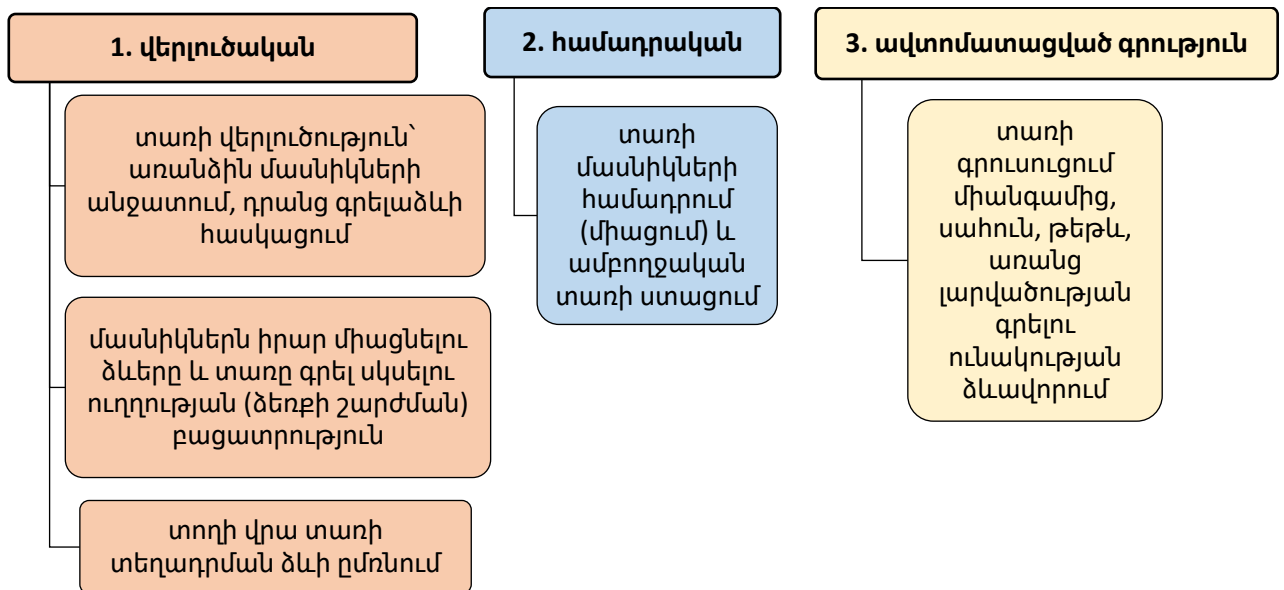 1. վերլուծական
տառի վերլուծություն՝
առանձին մասնիկների
անջատում, դրանց գրելաձևի
հասկացում
մասնիկներն իրար միացնելու
ձևերը և տառը գրել սկսելու
ուղղության (ձեռքի շարժման)
բացատրություն
տողի վրա տառի
տեղադրման ձևի ըմռնում
2. համադրական
տառի
մասնիկների
համադրում
(միացում) և
ամբողջական
տառի ստացում
3. ավտոմատացված գրություն
տառի
գրուսուցում
միանգամից,
սահուն, թեթև,
առանց
լարվածության
գրելու
ունակության
ձևավորում